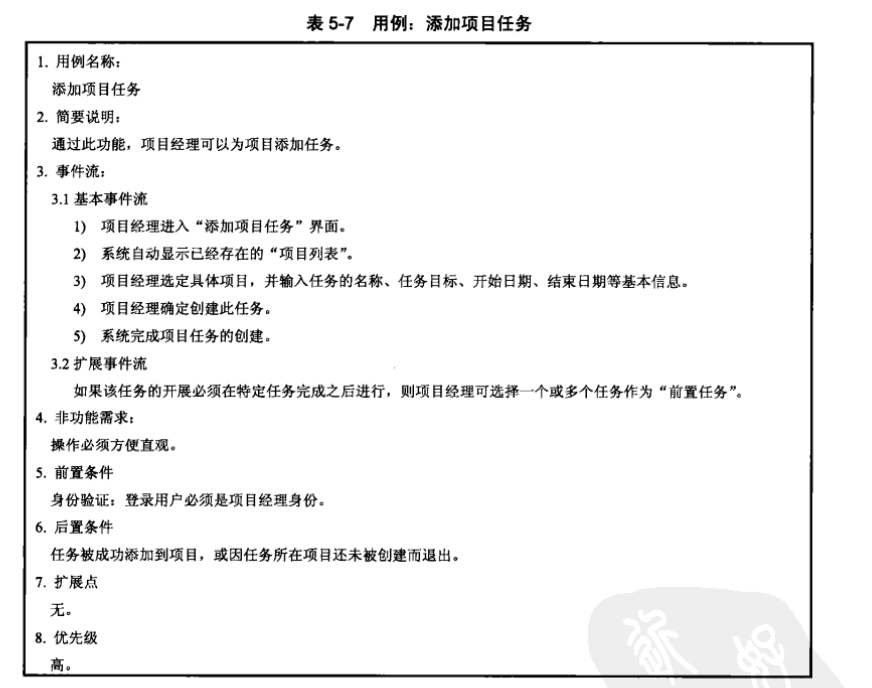 表 5-7 用例：添加项目任务
1. 用例名称：
添加项目任务
2. 简要说明：
通过此功能，项目经理可以为项目添加任务。
3. 事件流：
3.1 基本事件流
1) 项目经理进入“添加项目任务”界面。
2) 系统自动显示已经存在的“项目列表”。
3) 项目经理选定具体项目，并输入任务的名称、任务目标、开始日期、结束日期等基本信息。
4) 项目经理确定创建此任务。
5) 系统完成项目任务的创建。
3.2 扩展事件流
如果该任务的开展必须在特定任务完成之后进行，则项目经理可选择一个或多个任务作为“前置任务”。
4. 非功能需求：
操作必须方便直观。
5. 前置条件
身份验证：登录用户必须是项目经理身份。
6. 后置条件
任务被成功添加到项目，或因任务所在项目还未被创建而退出。
7. 扩展点
无。
8. 优先级
高。